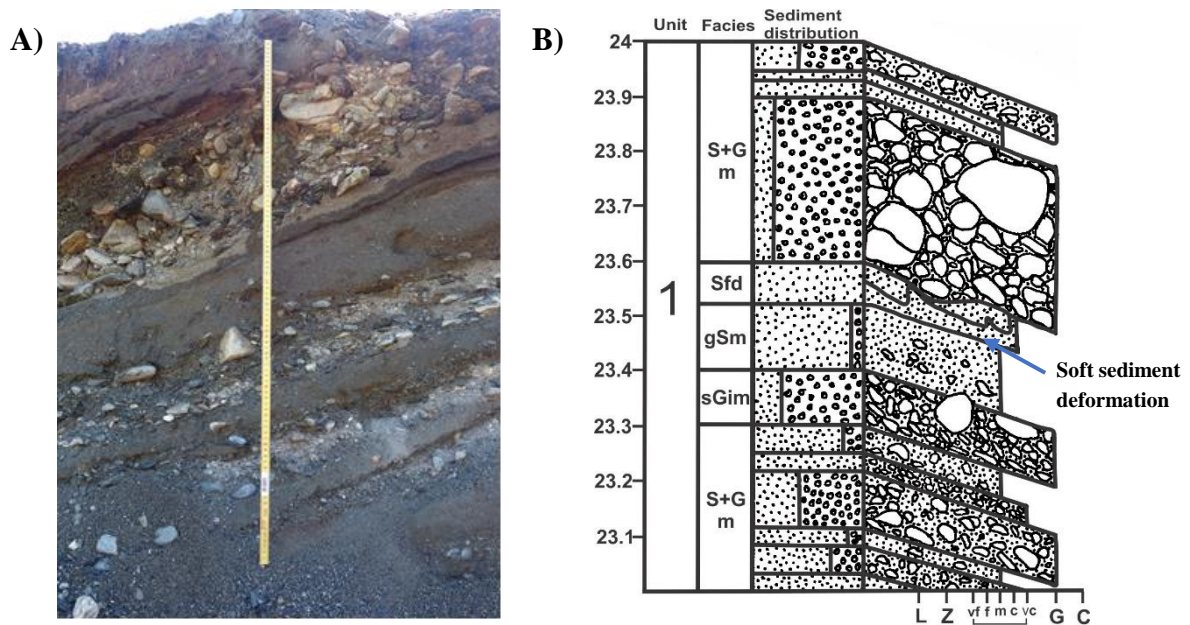 A)
B)
Unit Facies Sediment distribution
24
23.9
23.8
23.7
23.6
23.5
23.4
23.3
23.2
23.1
1
S+G
m
Sfd
gSm
sGim
S+G
m
Soft sediment
deformation
L Z vf f m c vc G C